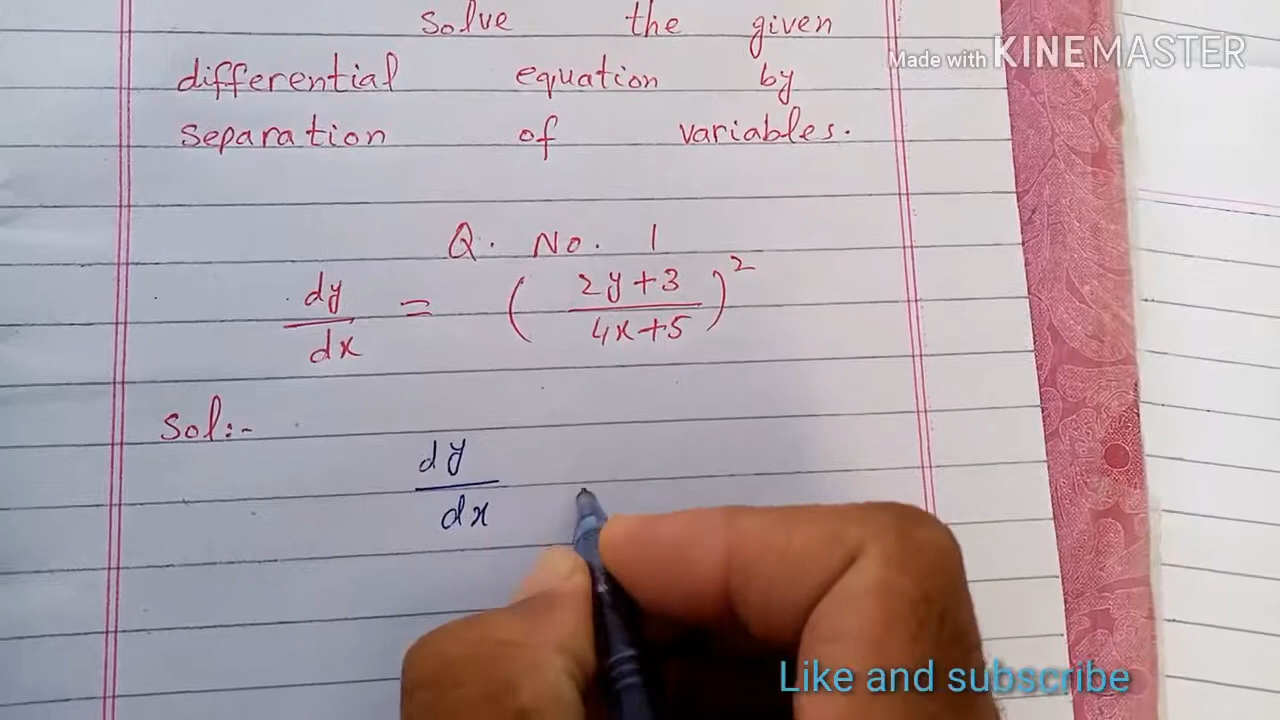 Solve the given
differential equation by
separation of variables.
Made with KINEMASTER
Q. No. 1
dy/dx = (2y+3/4x+5)²
Sol:-
dy/dx
Like and subscribe